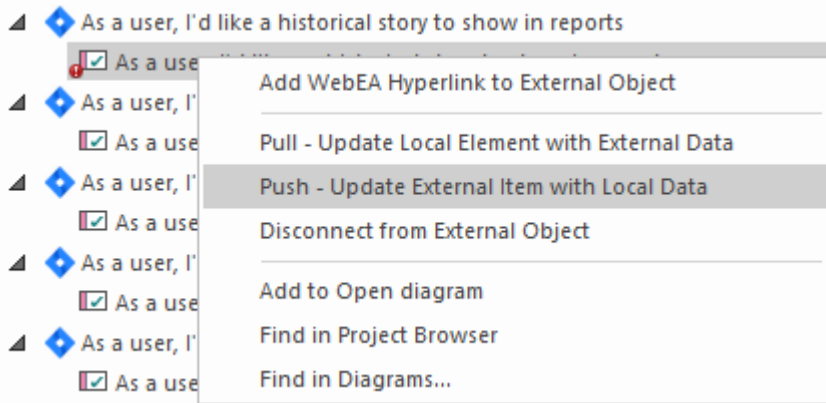 As a user, I'd like a historical story to show in reports
As a use
Add WebEA Hyperlink to External Object
As a user, I'
As a use
Pull - Update Local Element with External Data
As a user, I'
Push - Update External Item with Local Data
As a use
Disconnect from External Object
As a user, I'
As a use
Add to Open diagram
As a user, I'
Find in Project Browser
As a use
Find in Diagrams...